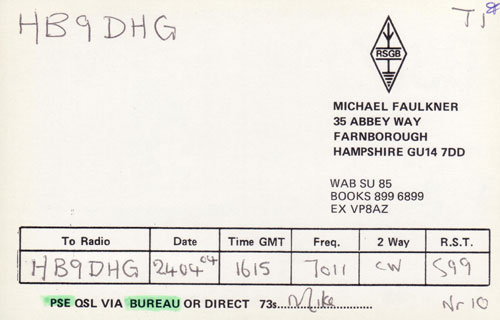 HB9DHG
TJ
RSGB
MICHAEL FAULKNER
35 ABBEY WAY
FARNBOROUGH
HAMPSHIRE GU14 7DD
WAB SU 85
BOOKS 899 6899
EX VP8AZ
To Radio Date Time GMT Freq. 2 Way R.S.T.
HB9DHG 240404 1615 7011 CW 599
PSE QSL VIA BUREAU OR DIRECT 73s Mike
Nr 10